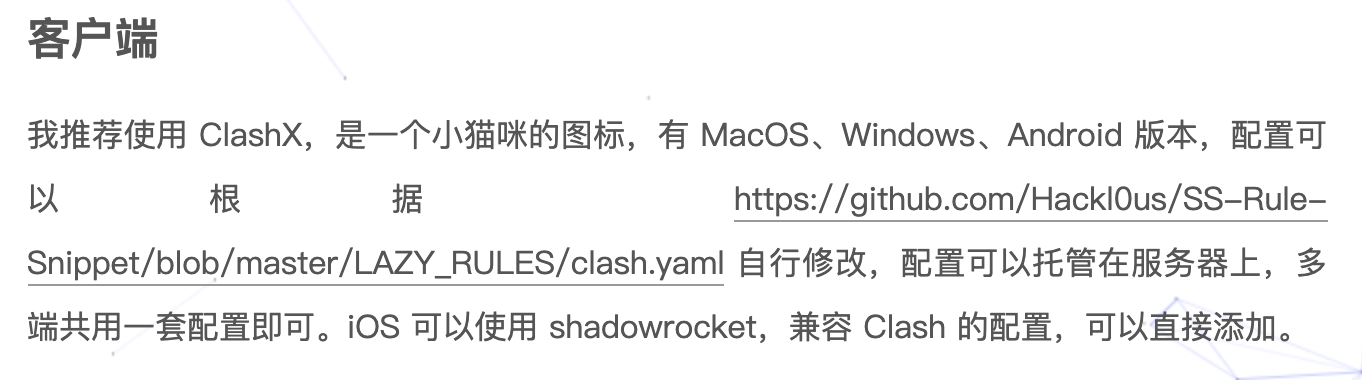 客户端
我推荐使用 ClashX，是一个小猫咪的图标，有 MacOS、Windows、Android 版本，配置可
以 根 据 https://github.com/Hackl0us/SS-Rule-
Snippet/blob/master/LAZY_RULES/clash.yaml 自行修改，配置可以托管在服务器上，多
端共用一套配置即可。iOS 可以使用 shadowrocket，兼容 Clash 的配置，可以直接添加。